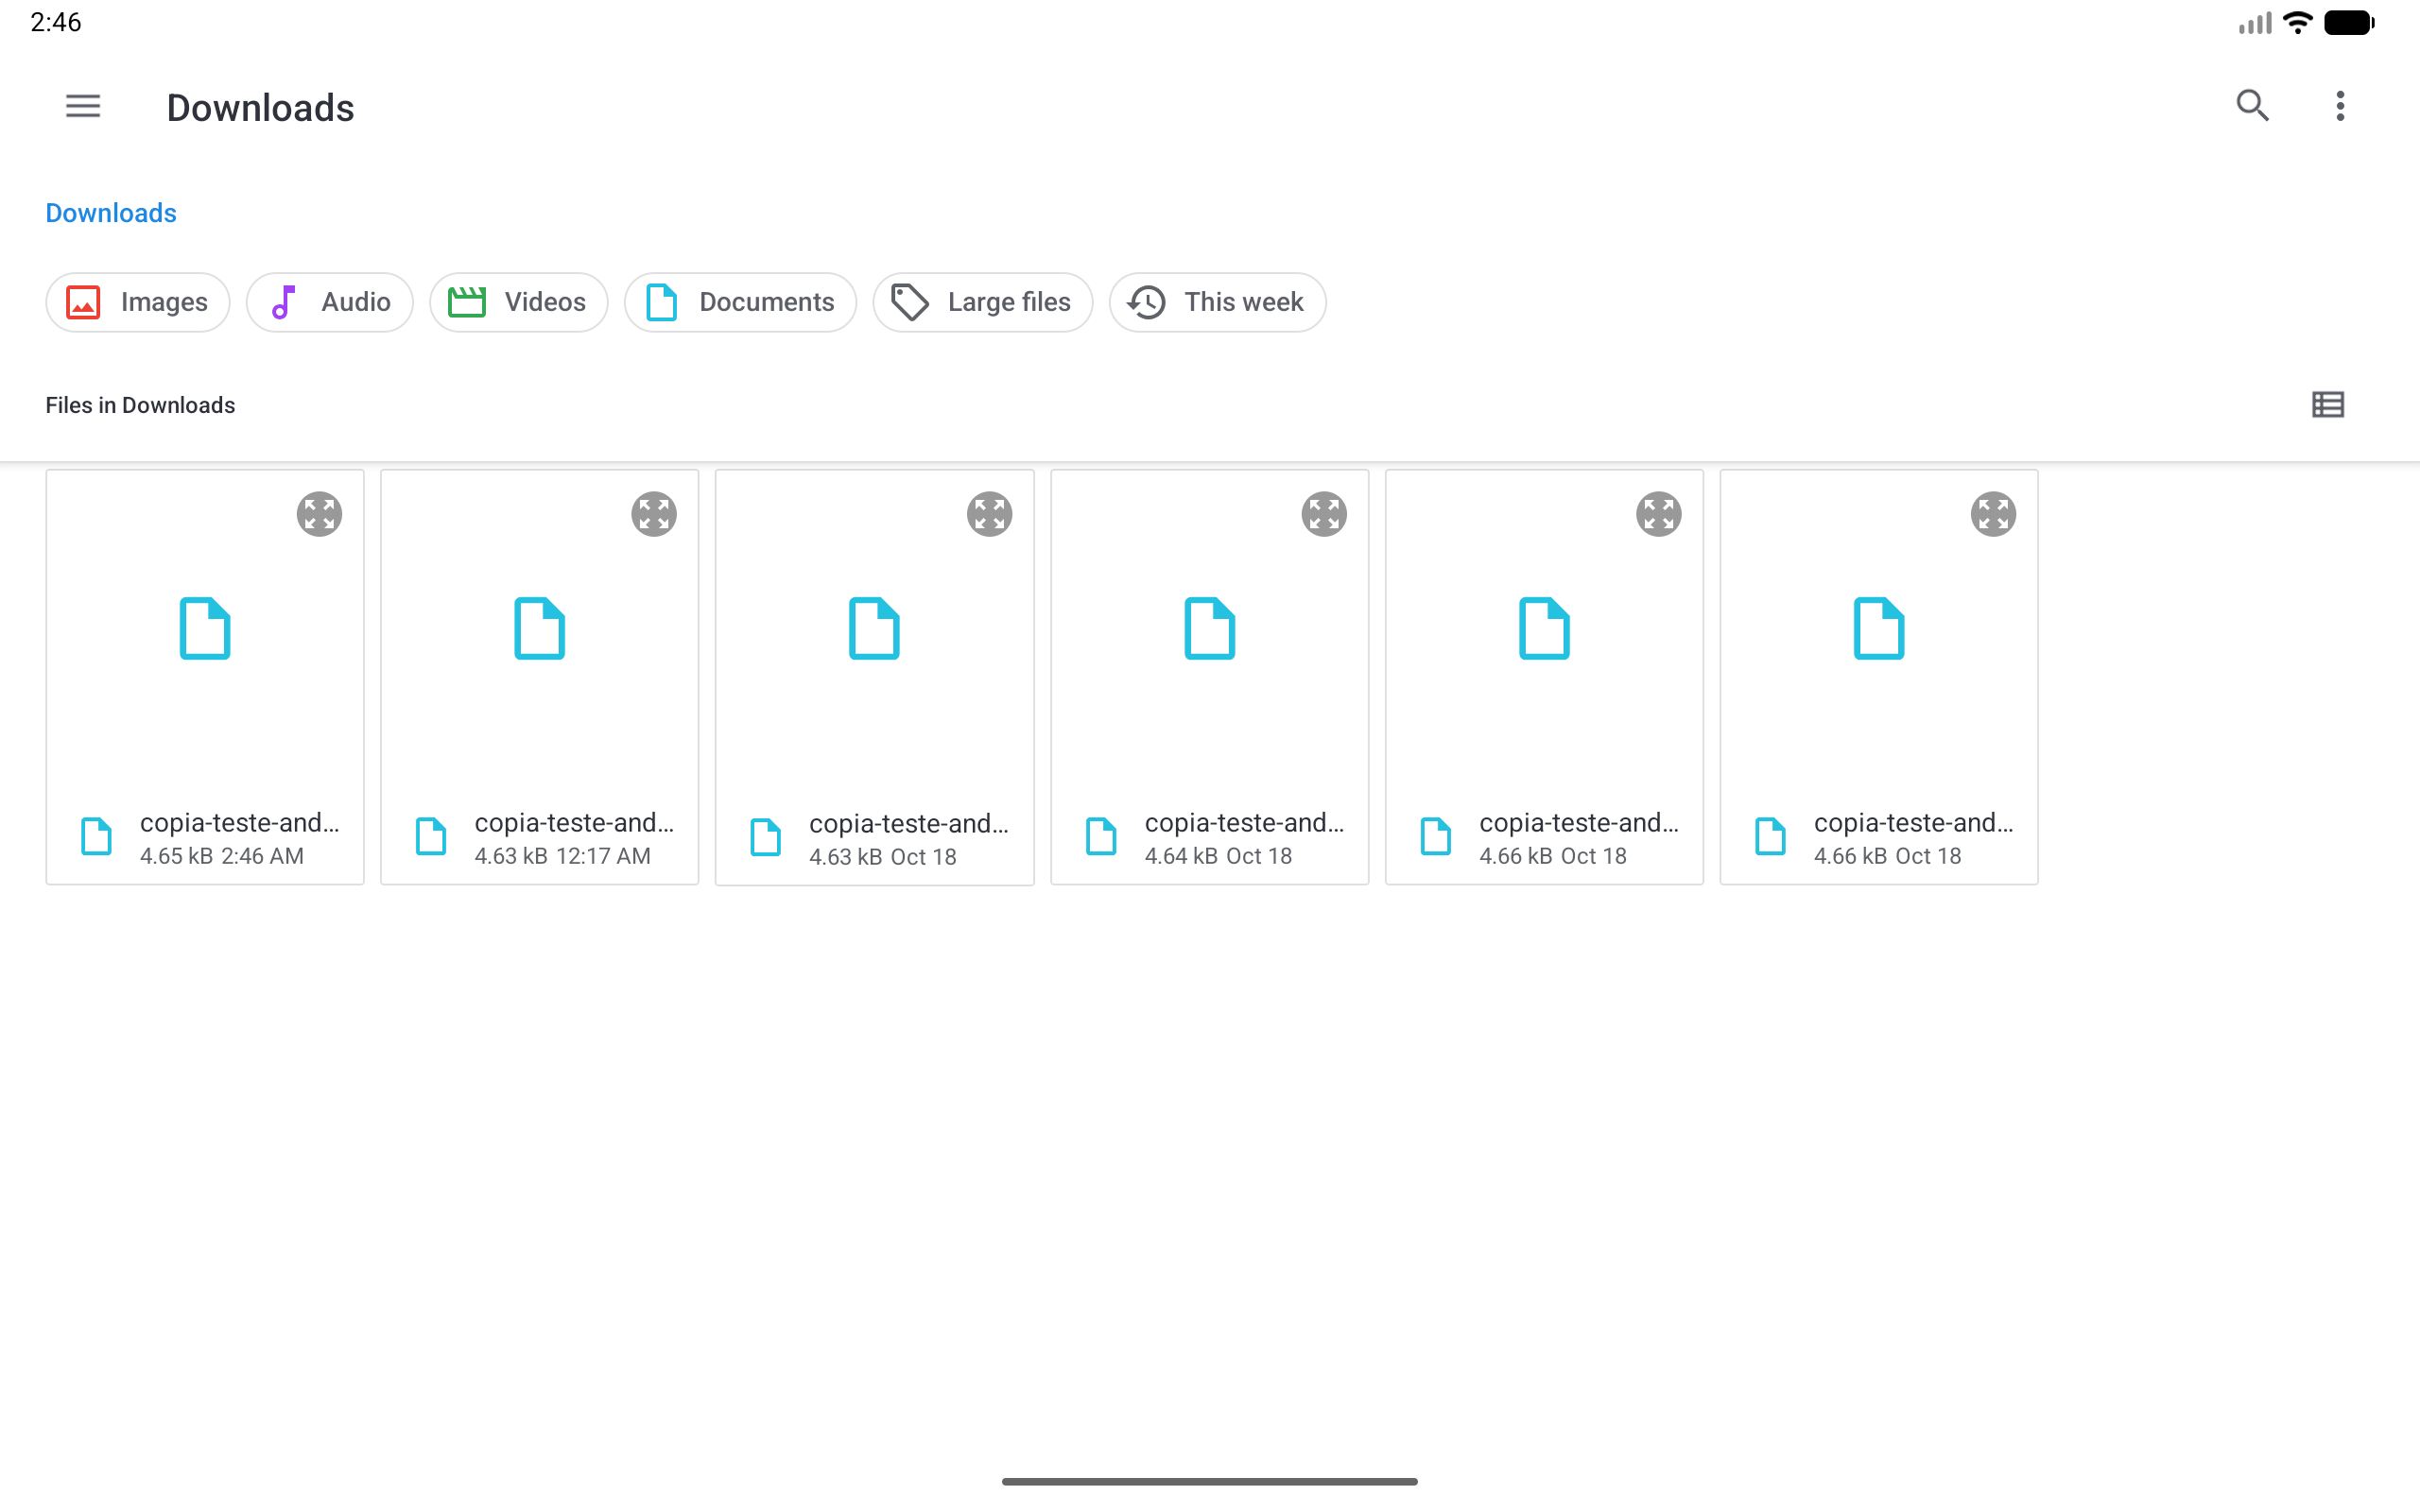 2:46
Downloads
Downloads
Images Audio Videos Documents Large files This week
Files in Downloads
copia-teste-and... copia-teste-and... copia-teste-and... copia-teste-and... copia-teste-and... copia-teste-and...
4.65 kB 2:46 AM 4.63 kB 12:17 AM 4.63 kB Oct 18 4.64 kB Oct 18 4.66 kB Oct 18 4.66 kB Oct 18